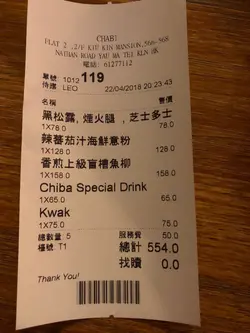 CHABI
FLAT 2 ,2/F KIU KIN MANSION,566-568
NATHAN ROAD YAU MA TEI KLN HK
電話: 61277112
單號: 1012 119
侍應: LEO 22/04/2018 20:23:43
名 售價
黑松露, 煙火腿 , 芝士多士
1X78.0 78.0
辣蕃茄汁海鮮意粉
1X128.0 128.0
香煎上級盲槽魚柳
1X158.0 158.0
Chiba Special Drink
1X65.0 65.0
Kwak
1X75.0 75.0
總數量 5 服務費 50.0
檯號 T1 總計 554.0
找贖 0.0
Thank You!